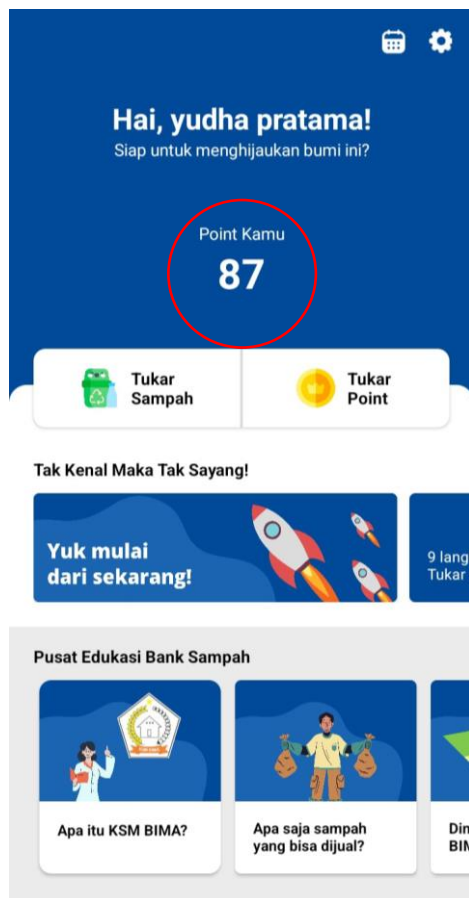 Hai, yudha pratama!
Siap untuk menghijaukan bumi ini?
Point Kamu
87
Tukar
Sampah
Tukar
Point
Tak Kenal Maka Tak Sayang!
Yuk mulai
dari sekarang!
9 lang
Tukar
Pusat Edukasi Bank Sampah
Apa itu KSM BIMA?
Apa saja sampah
yang bisa dijual?
Din
BIM